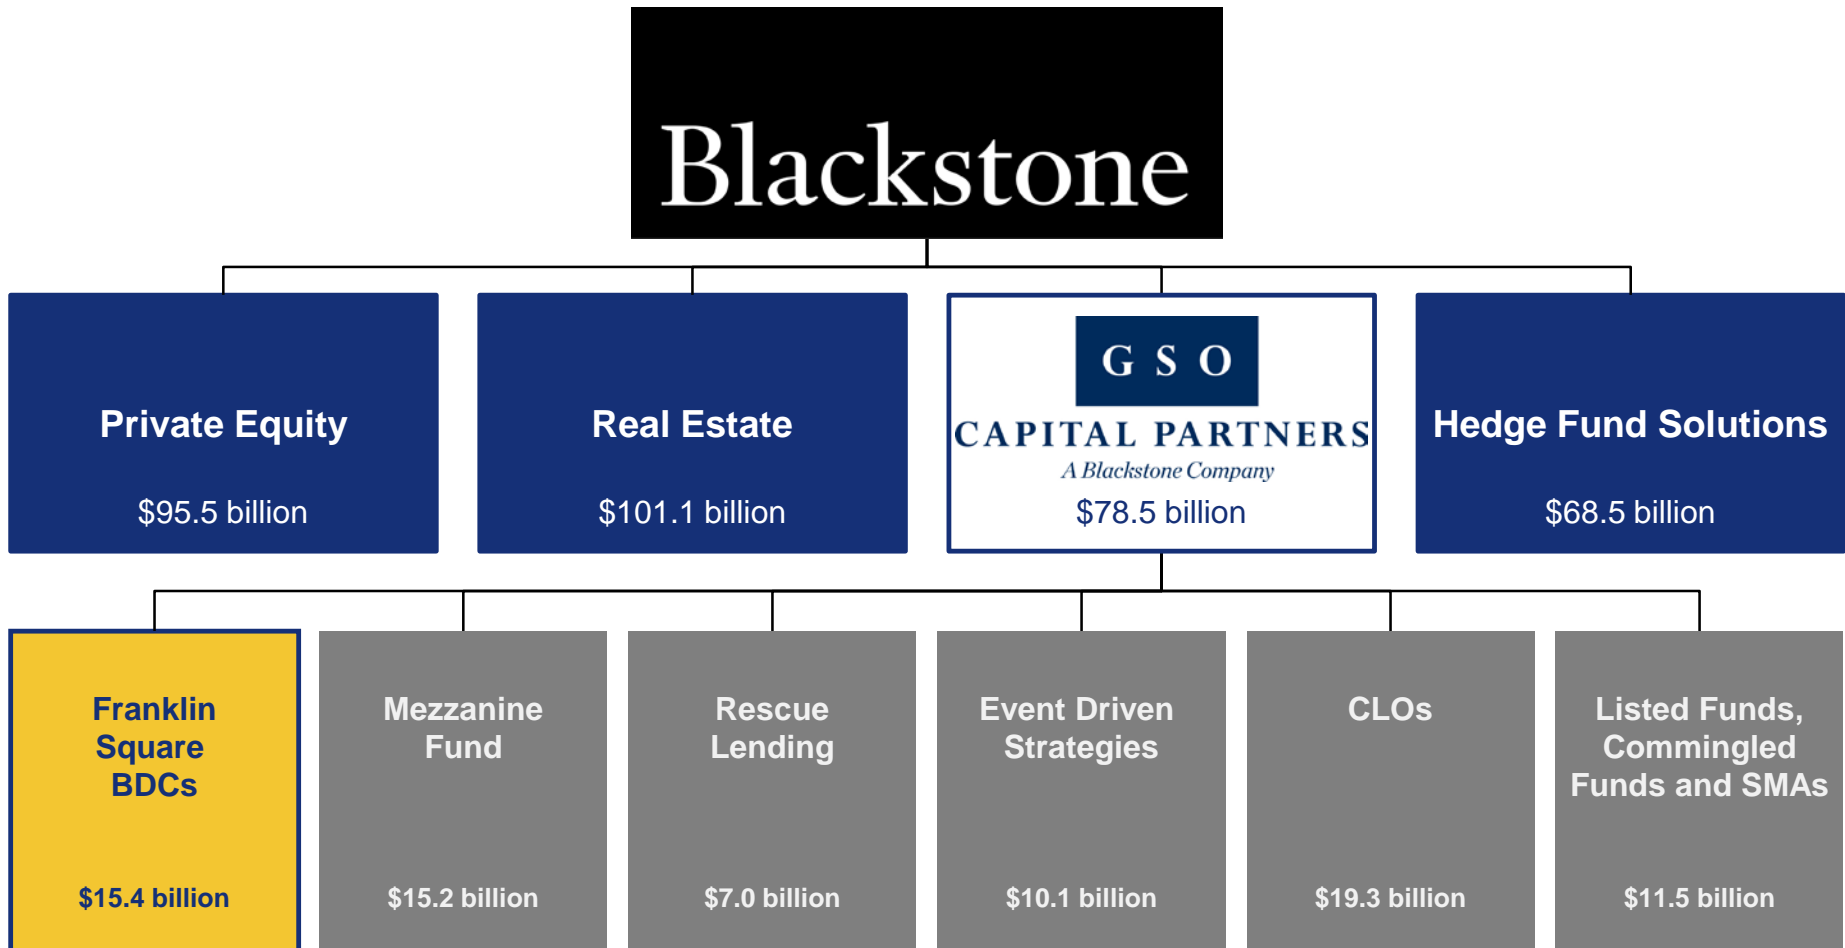 Blackstone
Private Equity
$95.5 billion
Real Estate
$101.1 billion
G S O
CAPITAL PARTNERS
A Blackstone Company
$78.5 billion
Hedge Fund Solutions
$68.5 billion
Franklin
Square
BDCs
$15.4 billion
Mezzanine
Fund
$15.2 billion
Rescue
Lending
$7.0 billion
Event Driven
Strategies
$10.1 billion
CLOs
$19.3 billion
Listed Funds,
Commingled
Funds and SMAs
$11.5 billion